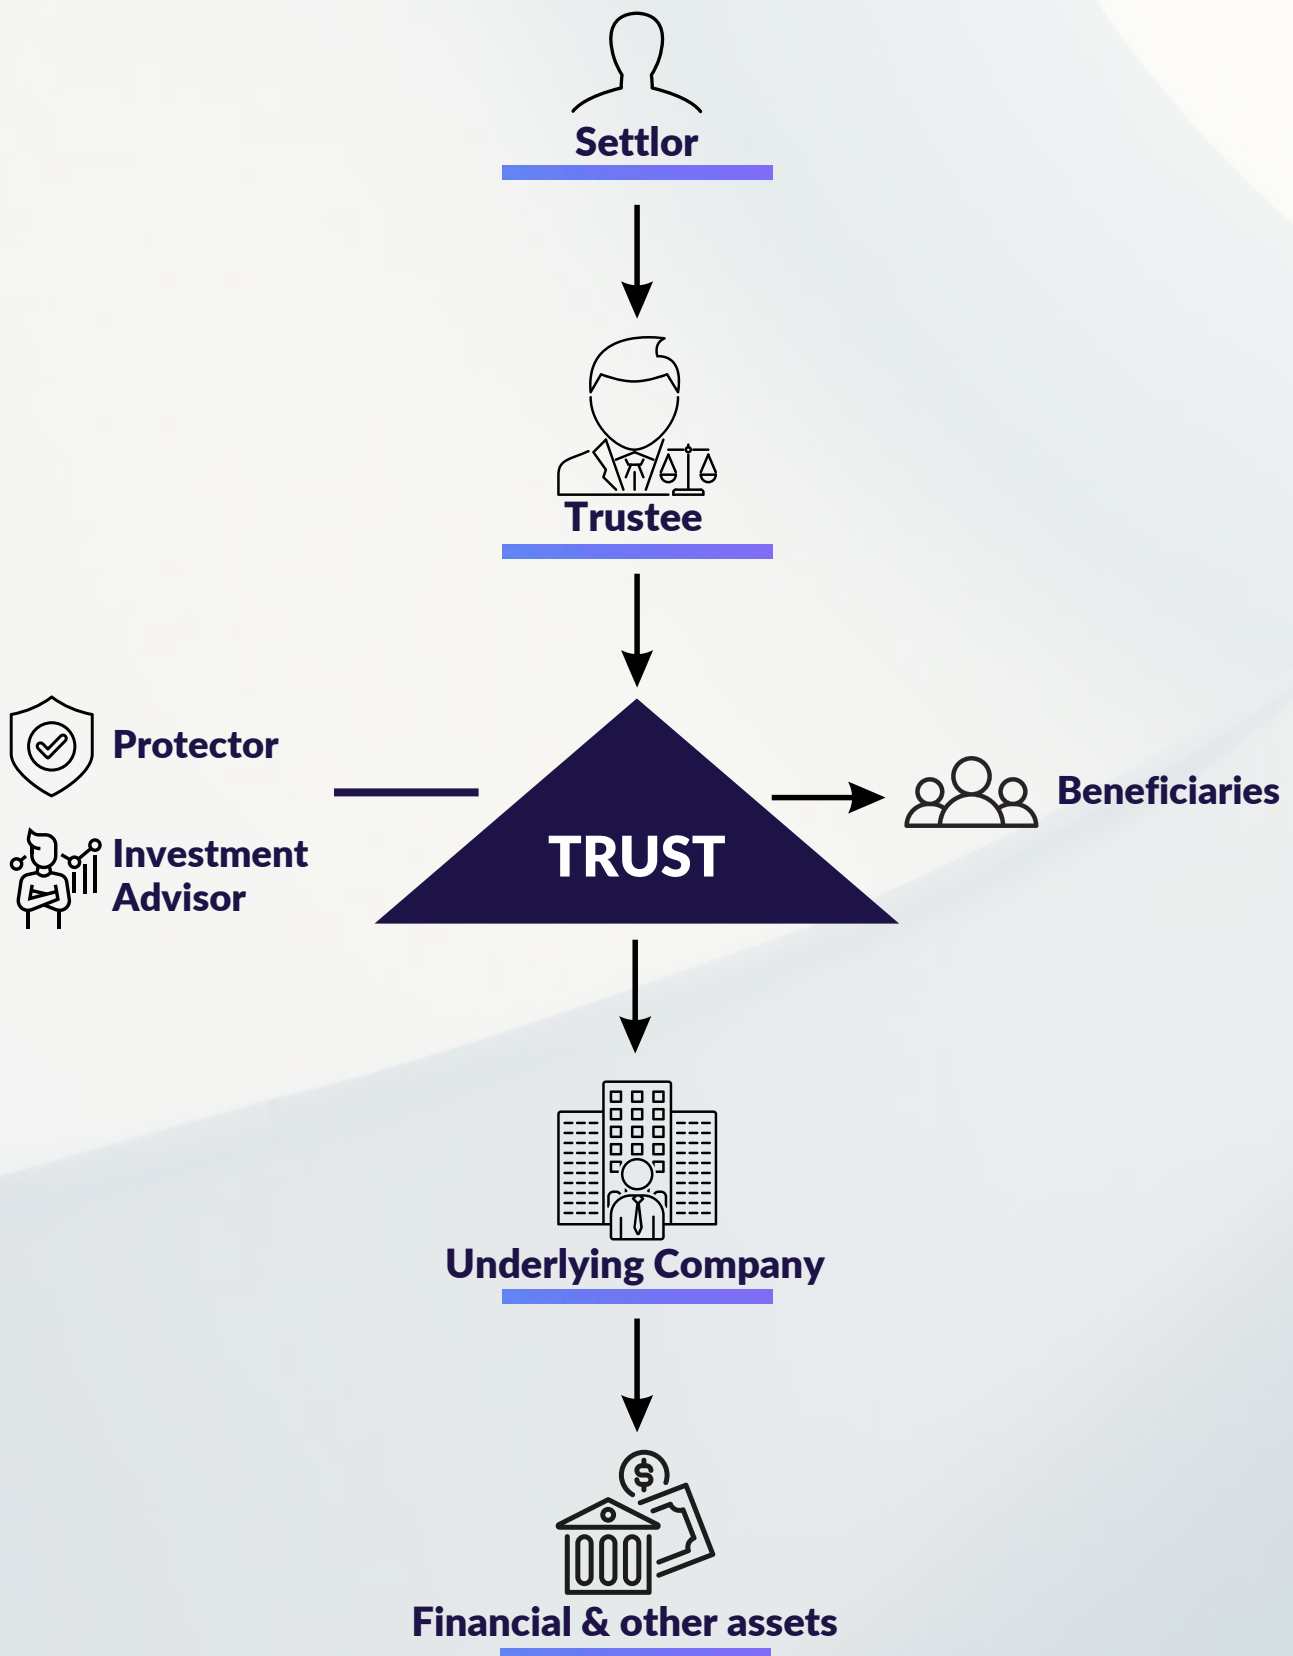 Settlor
Trustee
Protector
Investment
Advisor
TRUST
Beneficiaries
Underlying Company
$
Financial & other assets